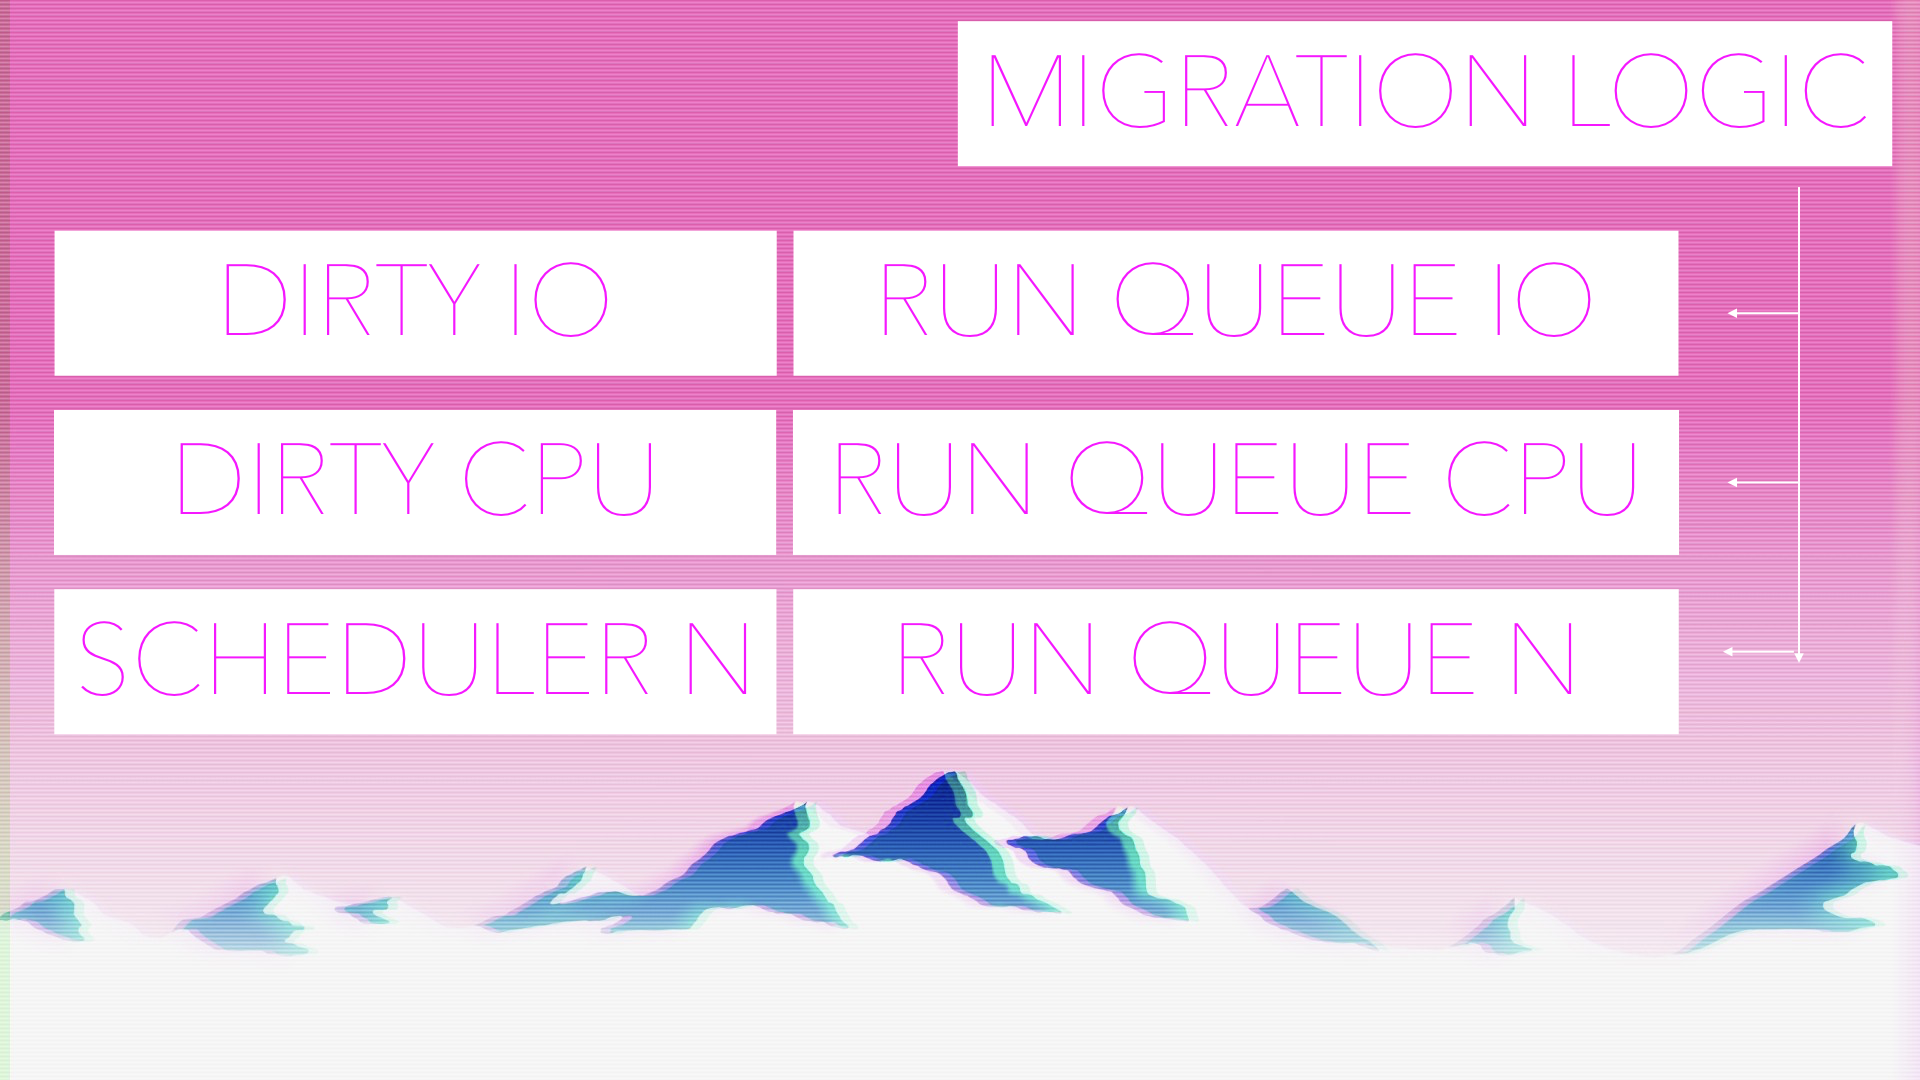 MIGRATION LOGIC
DIRTY IO
RUN QUEUE IO
DIRTY CPU
RUN QUEUE CPU
SCHEDULER N
RUN QUEUE N